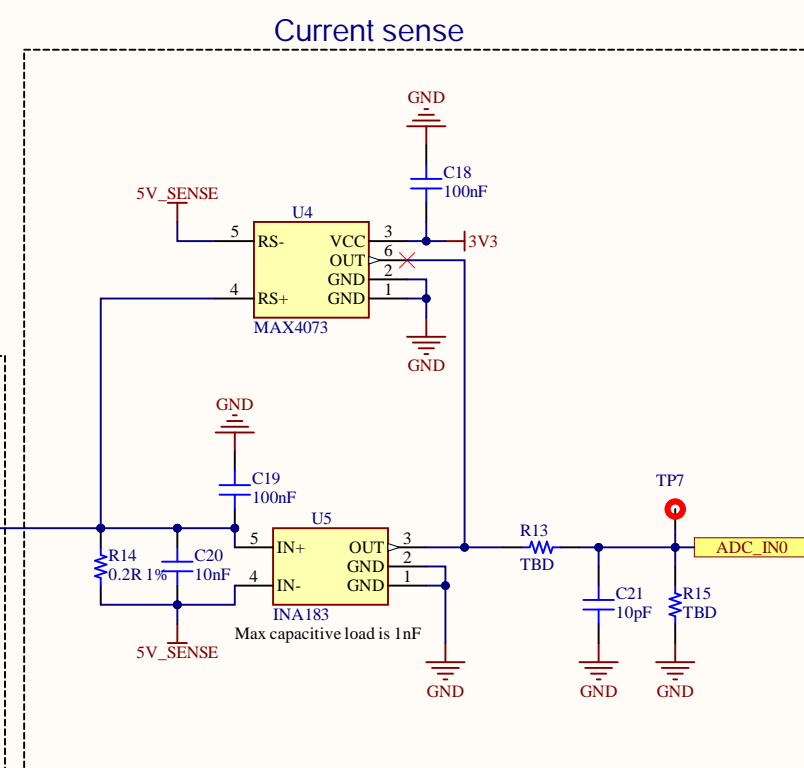 Current sense
GND
C18
100nF
5V_SENSE
U4
5 RS- VCC 3 3V3
OUT 6
GND 2
4 RS+ GND 1
MAX4073
GND
GND
C19
100nF
TP7
U5
R13
5 IN+ OUT 3 ADC_IN0
R14 C20 GND 2 TBD
0.2R 1% 10nF 4 IN- GND 1 C21 R15
10pF TBD
INA183
Max capacitive load is 1nF
5V_SENSE
GND GND GND